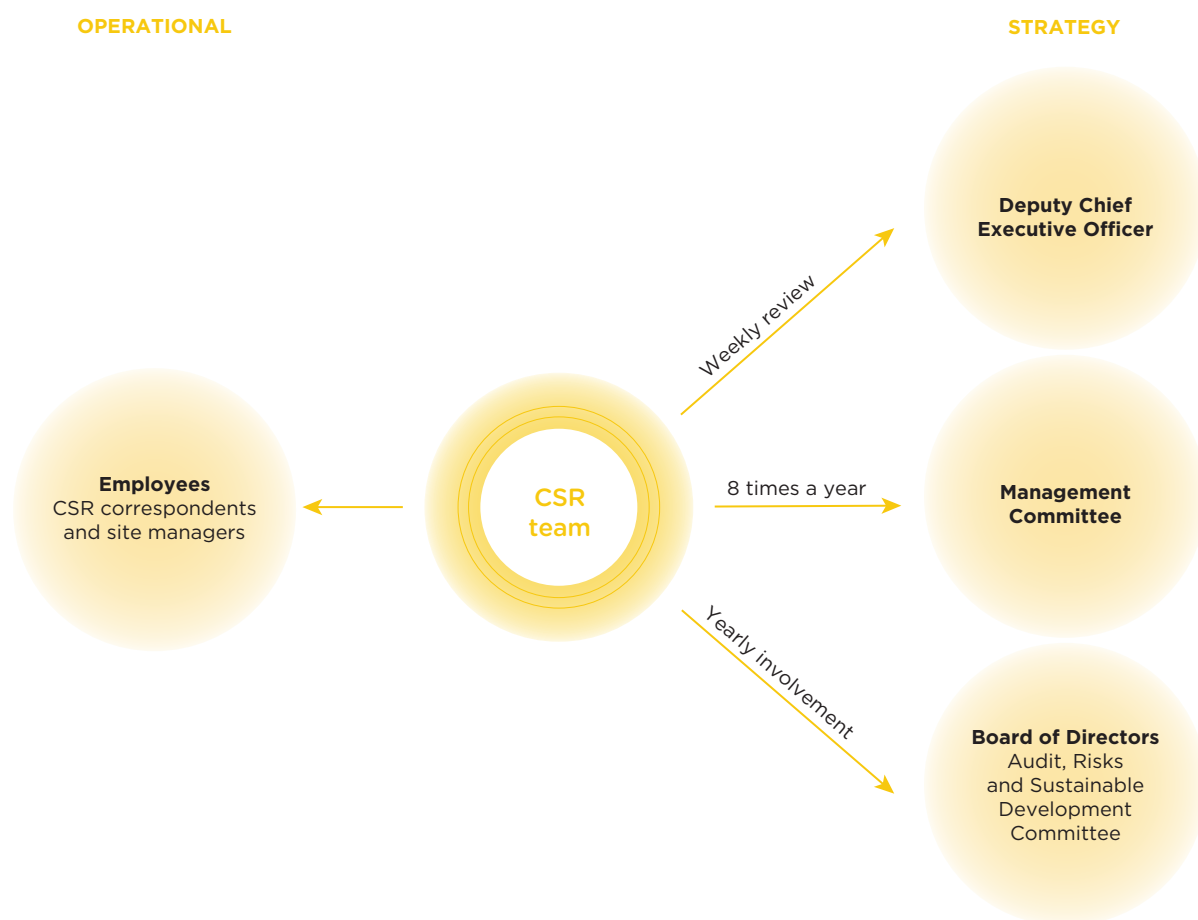 OPERATIONAL
STRATEGY
Deputy Chief
Executive Officer
Weekly review
Employees
CSR correspondents
and site managers
CSR
team
8 times a year
Management
Committee
Yearly involvement
Board of Directors
Audit, Risks
and Sustainable
Development
Committee